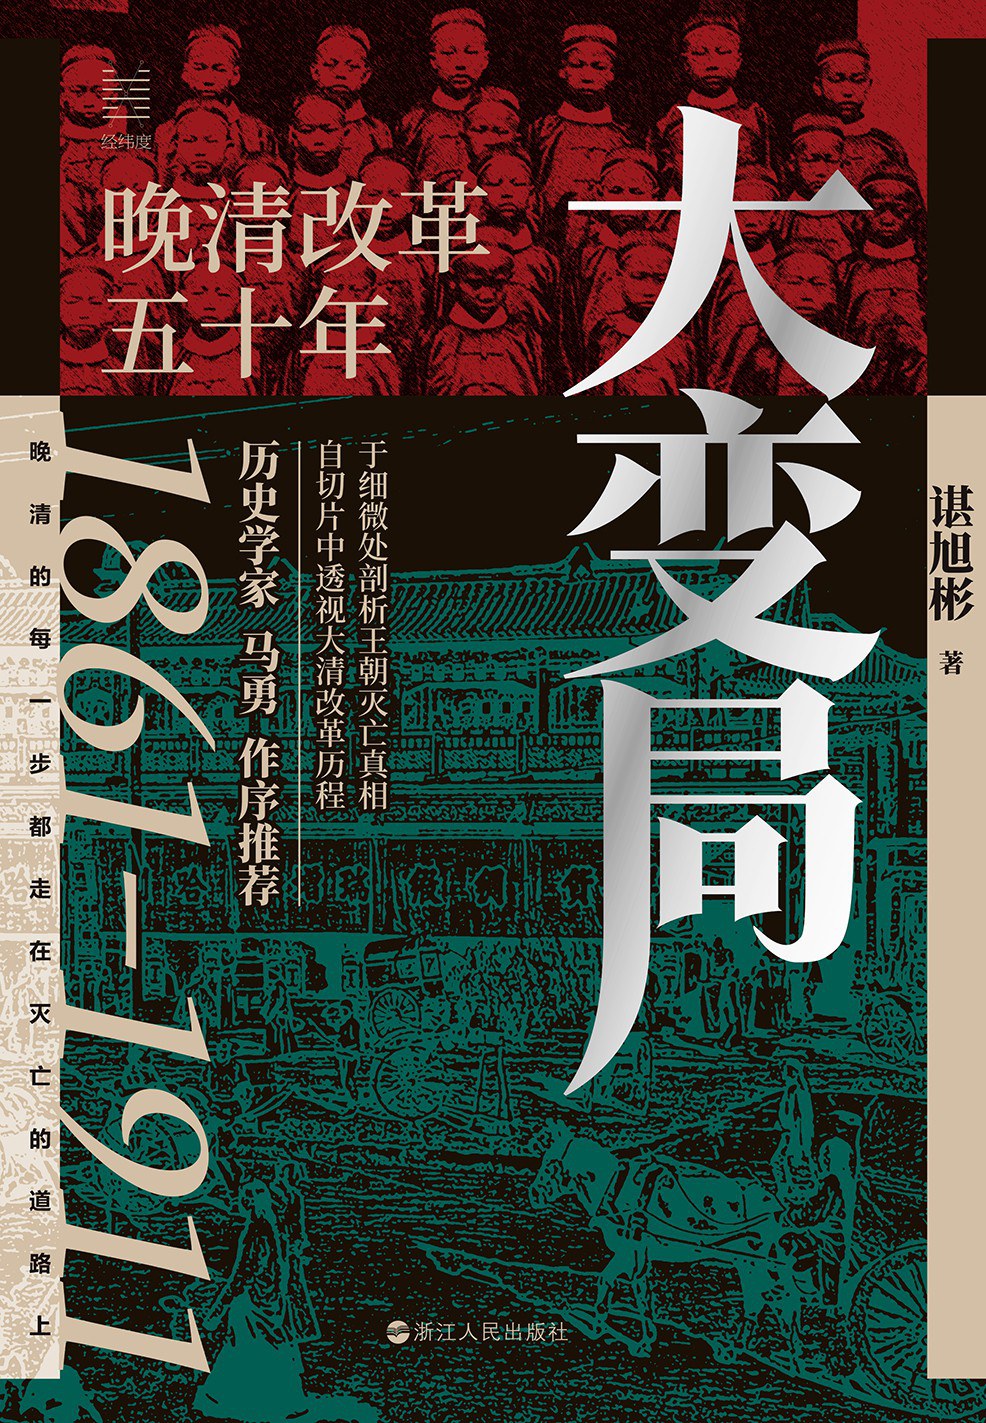 经纬度
晚清改革
五十年
大变局
1861—1911
于细微处剖析王朝灭亡真相
自切片中透视大清改革历程
历史学家 马勇 作序推荐
谌旭彬 著
晚清的每一步都走在灭亡的道路上
浙江人民出版社